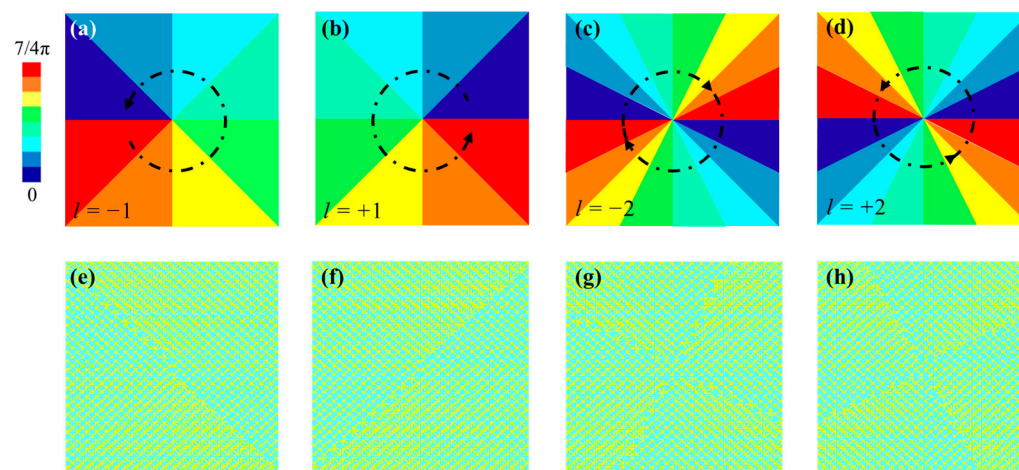 (a)
(b)
(c)
(d)
7/4π
0
l = −1
l = +1
l = −2
l = +2
(e)
(f)
(g)
(h)